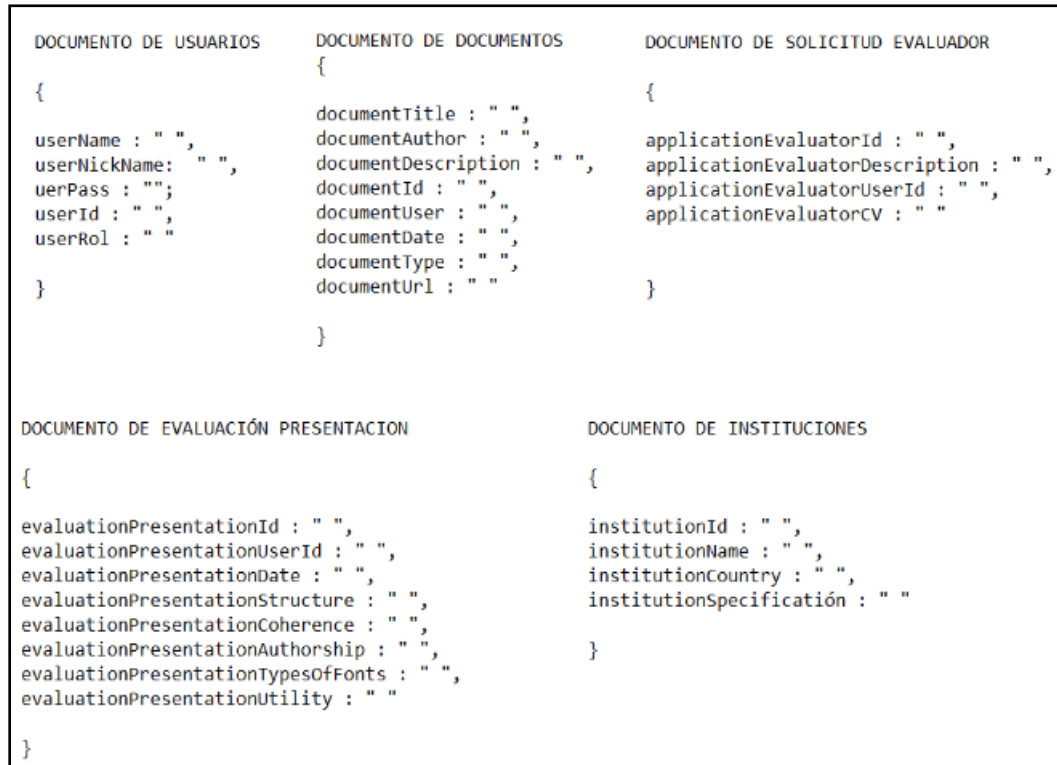 DOCUMENTO DE USUARIOS
{
userName : " ",
userNickName:  " ",
uerPass : "";
userId : " ",
userRol : " "
}
DOCUMENTO DE DOCUMENTOS
{
documentTitle : " ",
documentAuthor : " ",
documentDescription : " ",
documentId : " ",
documentUser : " ",
documentDate : " ",
documentType : " ",
documentUrl : " "
}
DOCUMENTO DE SOLICITUD EVALUADOR
{
applicationEvaluatorId : " ",
applicationEvaluatorDescription : " ",
applicationEvaluatorUserId : " ",
applicationEvaluatorCV : " "
}
DOCUMENTO DE EVALUACIÓN PRESENTACION
{
evaluationPresentationId : " ",
evaluationPresentationUserId : " ",
evaluationPresentationDate : " ",
evaluationPresentationStructure : " ",
evaluationPresentationCoherence : " ",
evaluationPresentationAuthorship : " ",
evaluationPresentationTypesOfFonts : " ",
evaluationPresentationUtility : " "
}
DOCUMENTO DE INSTITUCIONES
{
institutionId : " ",
institutionName : " ",
institutionCountry : " ",
institutionSpecificatión : " "
}